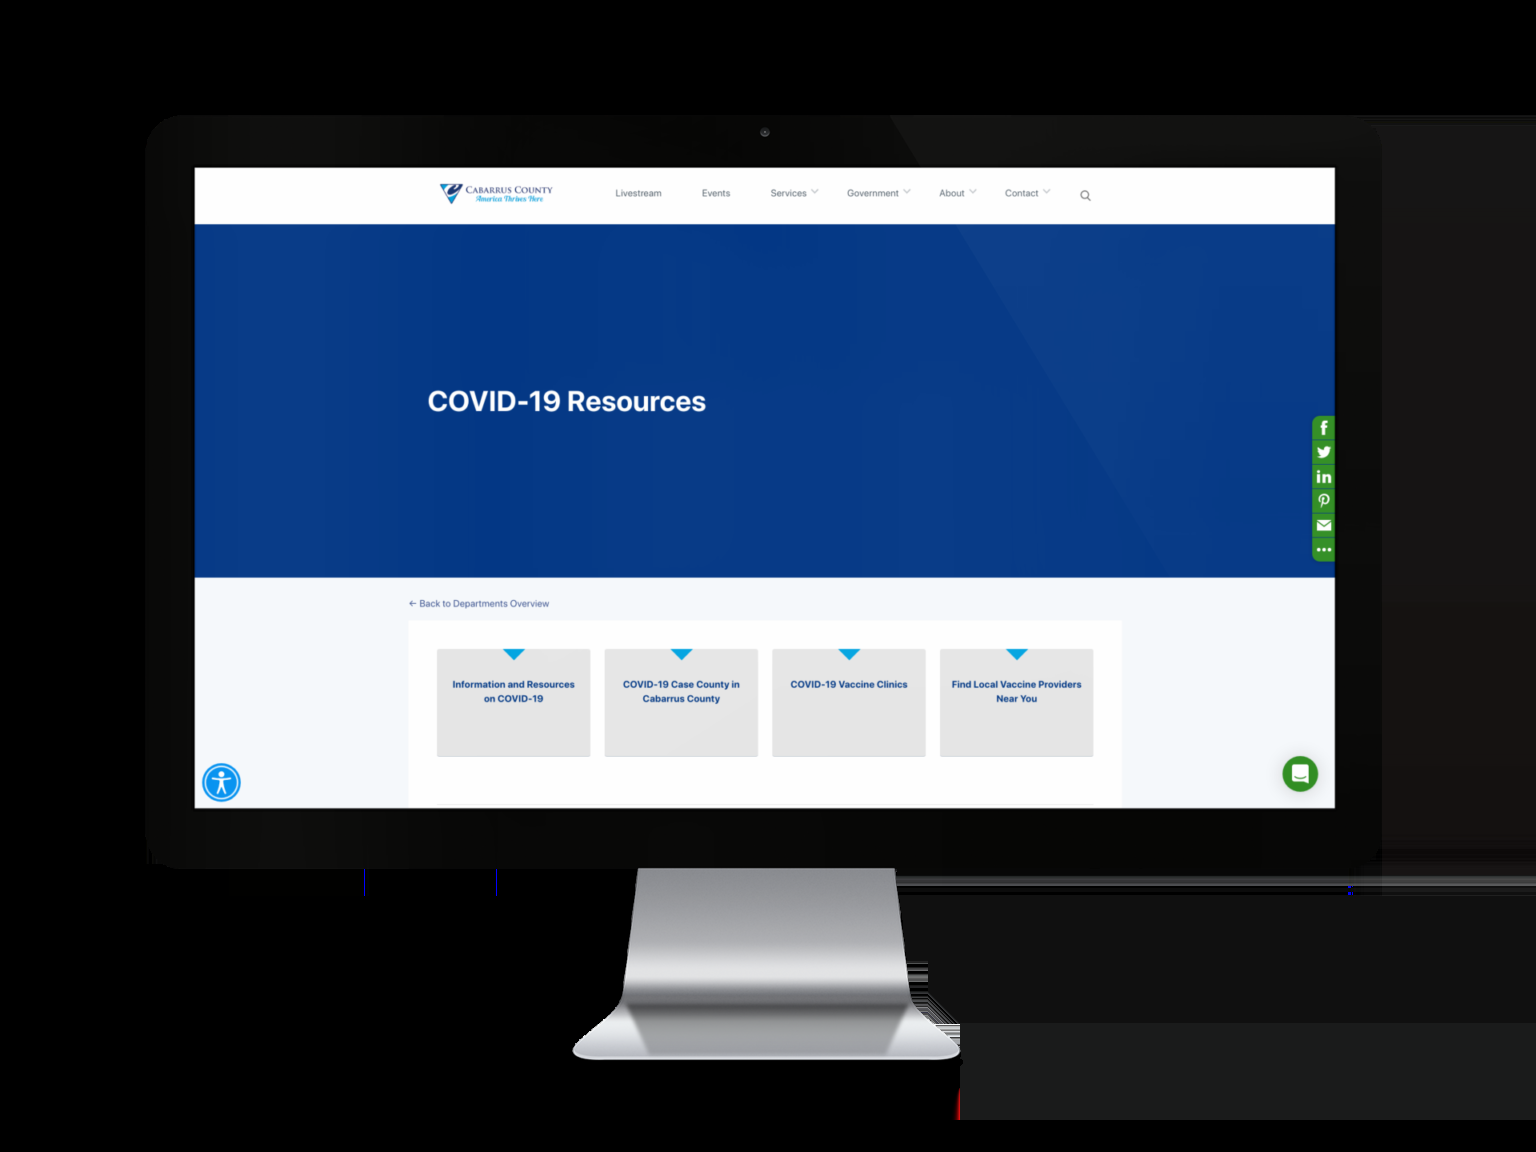 CABARRUS COUNTY
America Thrives Here
Livestream
Events
Services
Government
About
Contact
COVID-19 Resources
← Back to Departments Overview
Information and Resources
on COVID-19
COVID-19 Case County in
Cabarrus County
COVID-19 Vaccine Clinics
Find Local Vaccine Providers
Near You